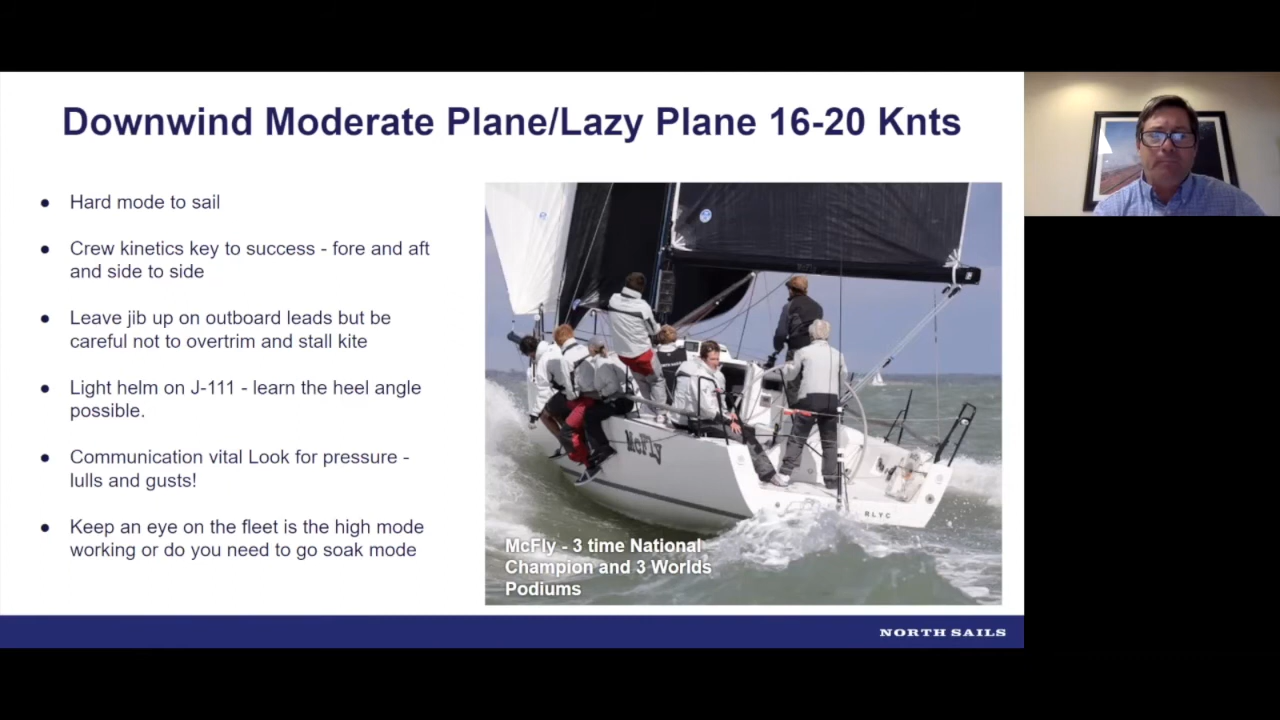 Downwind Moderate Plane/Lazy Plane 16-20 Knts
● Hard mode to sail
● Crew kinetics key to success - fore and aft
and side to side
● Leave jib up on outboard leads but be
careful not to overtrim and stall kite
● Light helm on J-111 - learn the heel angle
possible.
● Communication vital Look for pressure -
lulls and gusts!
● Keep an eye on the fleet is the high mode
working or do you need to go soak mode
McFly
RLYC
McFly - 3 time National
Champion and 3 Worlds
Podiums
NORTH SAILS